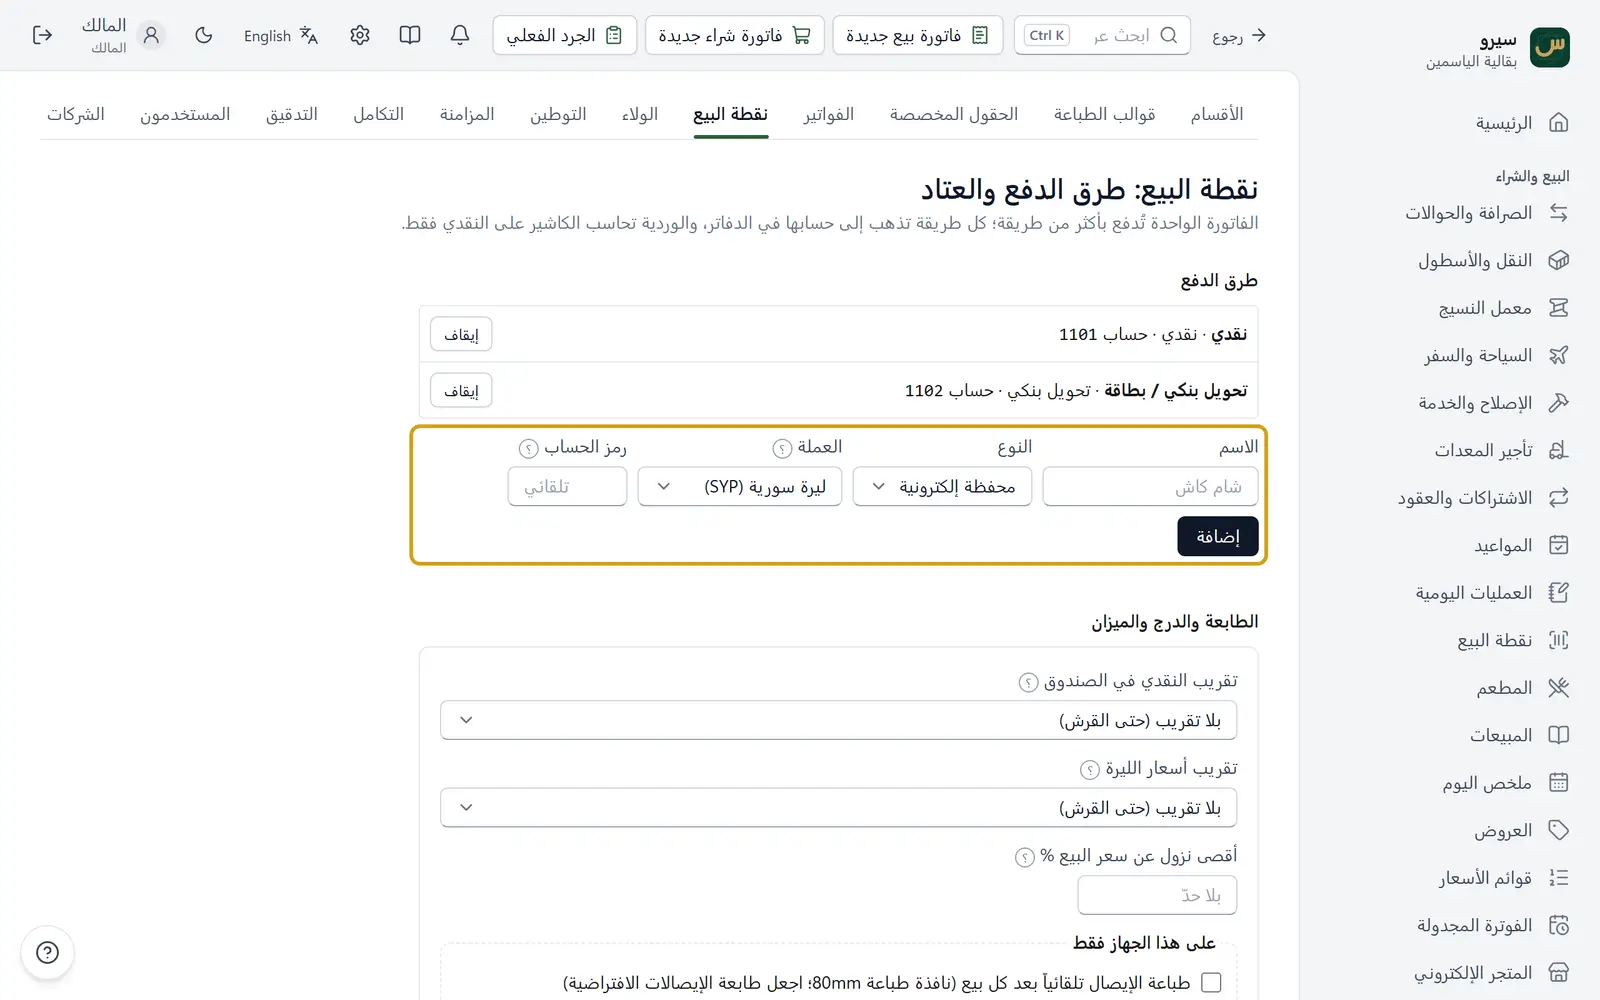 سيرو
بقالية الياسمين
رجوع
ابحث عن
Ctrl K
فاتورة بيع جديدة
فاتورة شراء جديدة
الجرد الفعلي
English
المالك
المالك
الرئيسية
البيع والشراء
الصرافة والحوالات
النقل والأسطول
معمل النسيج
السياحة والسفر
الإصلاح والخدمة
تأجير المعدات
الاشتراكات والعقود
المواعيد
العمليات اليومية
نقطة البيع
المطعم
المبيعات
ملخص اليوم
العروض
قوائم الأسعار
الفوترة المجدولة
المتجر الإلكتروني
الأقسام
قوالب الطباعة
الحقول المخصصة
الفواتير
نقطة البيع
الولاء
التوطين
المزامنة
التكامل
التدقيق
المستخدمون
الشركات
نقطة البيع: طرق الدفع والعتاد
الفاتورة الواحدة تُدفع بأكثر من طريقة؛ كل طريقة تذهب إلى حسابها في الدفاتر، والوردية تحاسب الكاشير على النقدي فقط.
طرق الدفع
نقدي · نقدي · حساب 1101
إيقاف
تحويل بنكي / بطاقة · تحويل بنكي · حساب 1102
إيقاف
الاسم
النوع
العملة ؟
رمز الحساب ؟
شام كاش
محفظة إلكترونية
ليرة سورية (SYP)
تلقائي
إضافة
الطابعة والدرج والميزان
تقريب النقدي في الصندوق ؟
بلا تقريب (حتى القرش)
تقريب أسعار الليرة ؟
بلا تقريب (حتى القرش)
أقصى نزول عن سعر البيع % ؟
بلا حدّ
على هذا الجهاز فقط
طباعة الإيصال تلقائياً بعد كل بيع (نافذة طباعة 80mm؛ اجعل طابعة الإيصالات الافتراضية)